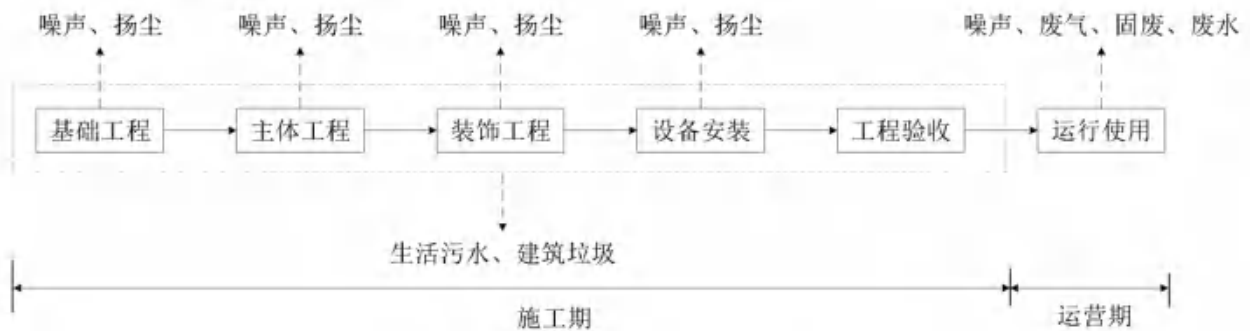 噪声、扬尘 噪声、扬尘 噪声、扬尘 噪声、扬尘 噪声、废气、固废、废水
基础工程 主体工程 装饰工程 设备安装 工程验收 运行使用
生活污水、建筑垃圾
施工期 运营期